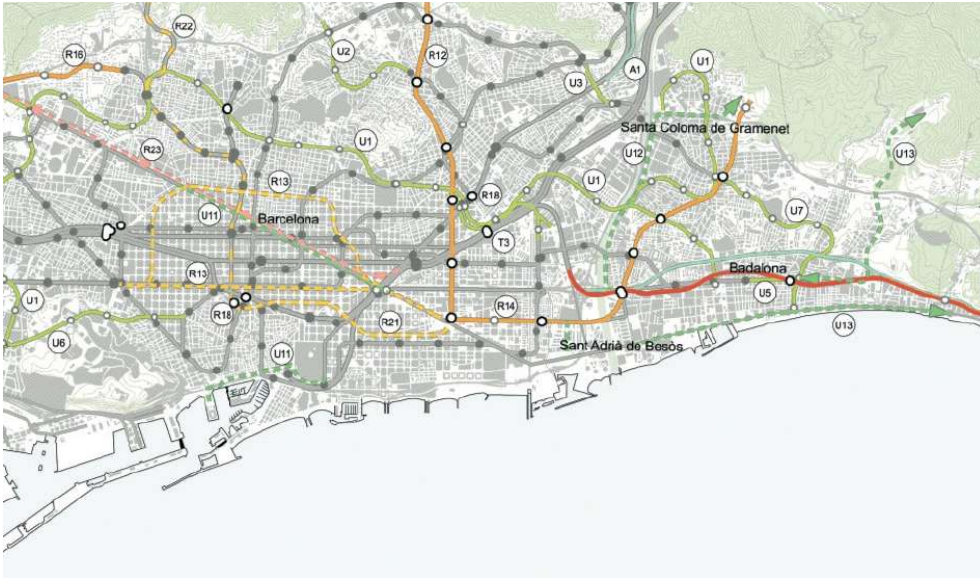 R22
R16
U2
R12
A1
U1
U3
Santa Coloma de Gramenet
U1
R23
U12
U13
R13
R18
U1
U11
Barcelona
U7
T3
R13
Badalona
U1
R18
U5
R14
R21
U13
U6
Sant Adrià de Besòs
U11